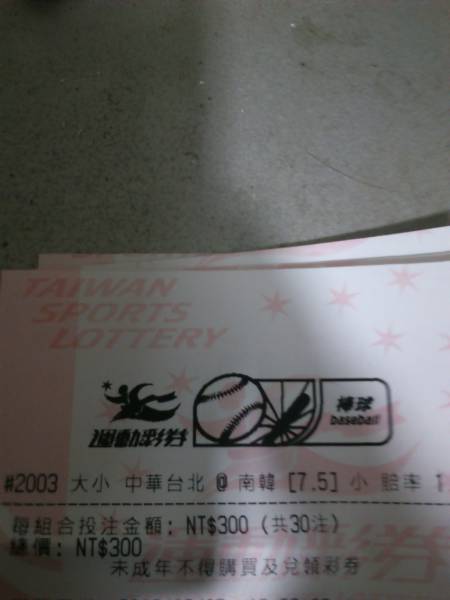 TAIWAN
SPORTS
LOTTERY
運動彩券
棒球
baseball
#2003 大小 中華台北 @ 南韓 [7.5] 小 賠率 1
每組合投注金額: NT$300 (共30注)
總價: NT$300
未成年不得購買及兌領彩券